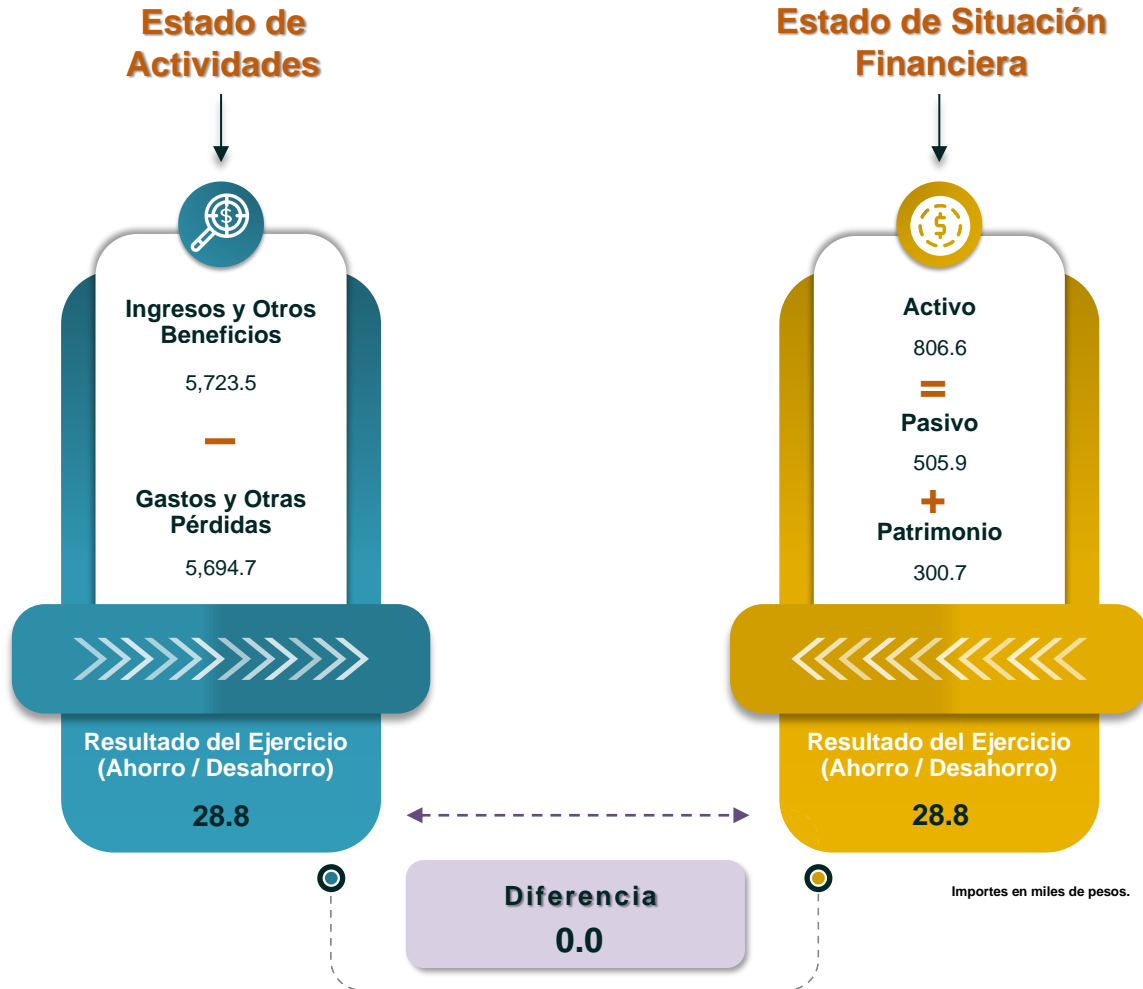 Estado de
Actividades
$
Ingresos y Otros
Beneficios
5,723.5
–
Gastos y Otras
Pérdidas
5,694.7
Resultado del Ejercicio
(Ahorro / Desahorro)
28.8
Estado de Situación
Financiera
$
Activo
806.6
=
Pasivo
505.9
+
Patrimonio
300.7
Resultado del Ejercicio
(Ahorro / Desahorro)
28.8
Diferencia
0.0
Importes en miles de pesos.